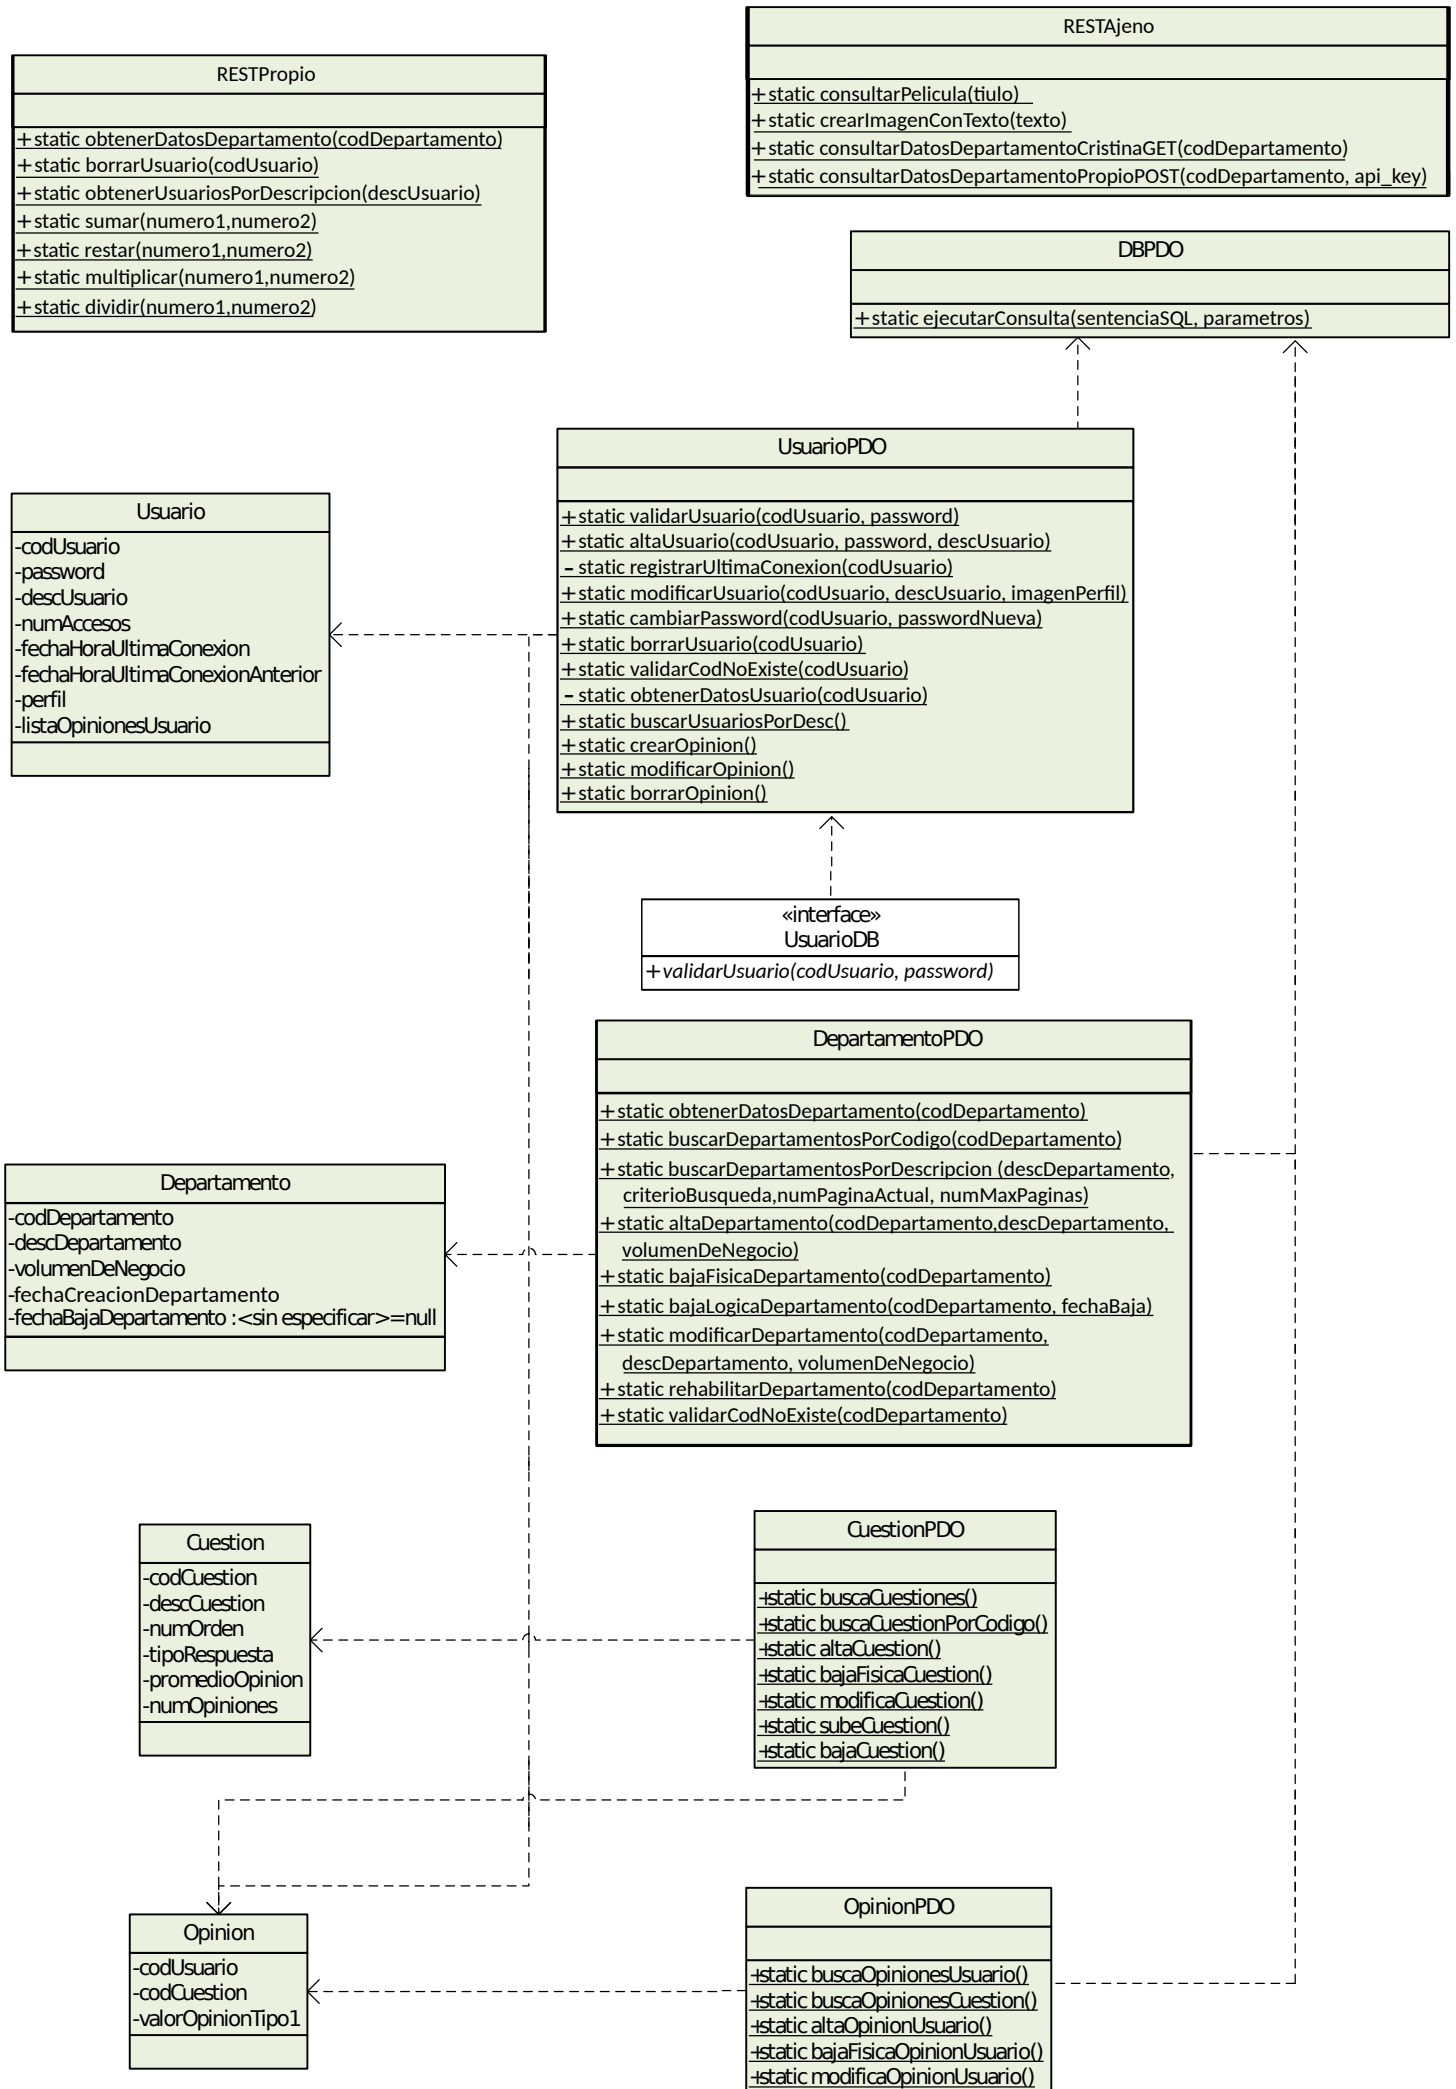 RESTAjeno
+static consultarPelicula(tiulo)
+static crearImagenConTexto(texto)
+static consultarDatosDepartamentoCristinaGET(codDepartamento)
+static consultarDatosDepartamentoPropioPOST(codDepartamento, api_key)
RESTPropio
+static obtenerDatosDepartamento(codDepartamento)
+static borrarUsuario(codUsuario)
+static obtenerUsuariosPorDescripcion(descUsuario)
+static sumar(numero1,numero2)
+static restar(numero1,numero2)
+static multiplicar(numero1,numero2)
+static dividir(numero1,numero2)
DBPDO
+static ejecutarConsulta(sentenciaSQL, parametros)
UsuarioPDO
+static validarUsuario(codUsuario, password)
+static altaUsuario(codUsuario, password, descUsuario)
-static registrarUltimaConexion(codUsuario)
+static modificarUsuario(codUsuario, descUsuario, imagenPerfil)
+static cambiarPassword(codUsuario, passwordNueva)
+static borrarUsuario(codUsuario)
+static validarCodNoExiste(codUsuario)
-static obtenerDatosUsuario(codUsuario)
+static buscarUsuariosPorDesc()
+static crearOpinion()
+static modificarOpinion()
+static borrarOpinion()
Usuario
-codUsuario
-password
-descUsuario
-numAccesos
-fechaHoraUltimaConexion
-fechaHoraUltimaConexionAnterior
-perfil
-listaOpinionesUsuario
«interface»
UsuarioDB
+validarUsuario(codUsuario, password)
DepartamentoPDO
+static obtenerDatosDepartamento(codDepartamento)
+static buscarDepartamentosPorCodigo(codDepartamento)
+static buscarDepartamentosPorDescripcion (descDepartamento,
criterioBusqueda,numPaginaActual, numMaxPaginas)
+static altaDepartamento(codDepartamento,descDepartamento,
volumenDeNegocio)
+static bajaFisicaDepartamento(codDepartamento)
+static bajaLogicaDepartamento(codDepartamento, fechaBaja)
+static modificarDepartamento(codDepartamento,
descDepartamento, volumenDeNegocio)
+static rehabilitarDepartamento(codDepartamento)
+static validarCodNoExiste(codDepartamento)
Departamento
-codDepartamento
-descDepartamento
-volumenDeNegocio
-fechaCreacionDepartamento
-fechaBajaDepartamento :<sin especificar>=null
CuestionPDO
+static buscaCuestiones()
+static buscaCuestionPorCodigo()
+static altaCuestion()
+static bajaFisicaCuestion()
+static modificaCuestion()
+static subeCuestion()
+static bajaCuestion()
Cuestion
-codCuestion
-descCuestion
-numOrden
-tipoRespuesta
-promedioOpinion
-numOpiniones
OpinionPDO
+static buscaOpinionesUsuario()
+static buscaOpinionesCuestion()
+static altaOpinionUsuario()
+static bajaFisicaOpinionUsuario()
+static modificaOpinionUsuario()
Opinion
-codUsuario
-codCuestion
-valorOpinionTipo1